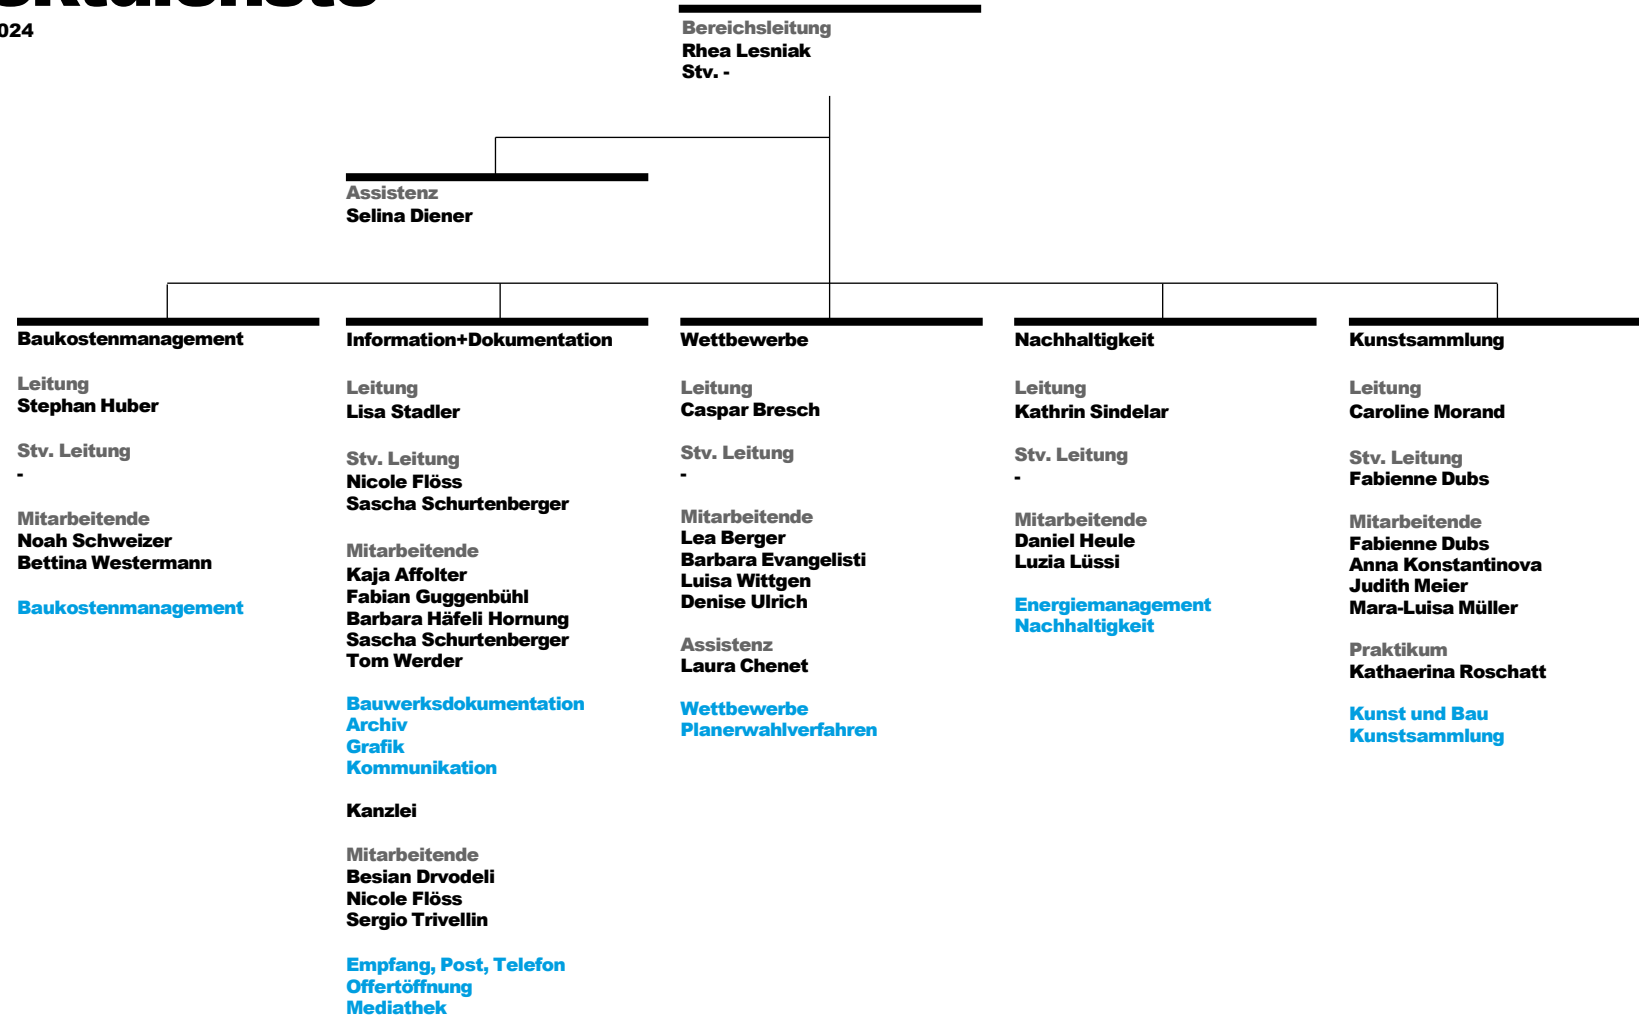 Bereichsleitung
Rhea Lesniak
Stv. -
Assistenz
Selina Diener
Baukostenmanagement
Leitung
Stephan Huber
Stv. Leitung
-
Mitarbeitende
Noah Schweizer
Bettina Westermann
Baukostenmanagement
Information+Dokumentation
Leitung
Lisa Stadler
Stv. Leitung
Nicole Flöss
Sascha Schurtenberger
Mitarbeitende
Kaja Affolter
Fabian Guggenbühl
Barbara Häfeli Hornung
Sascha Schurtenberger
Tom Werder
Bauwerksdokumentation
Archiv
Grafik
Kommunikation
Kanzlei
Mitarbeitende
Besian Drvodeli
Nicole Flöss
Sergio Trivellin
Empfang, Post, Telefon
Offertöffnung
Mediathek
Wettbewerbe
Leitung
Caspar Bresch
Stv. Leitung
-
Mitarbeitende
Lea Berger
Barbara Evangelisti
Luisa Wittgen
Denise Ulrich
Assistenz
Laura Chenet
Wettbewerbe
Planerwahlverfahren
Nachhaltigkeit
Leitung
Kathrin Sindelar
Stv. Leitung
-
Mitarbeitende
Daniel Heule
Luzia Lüssi
Energiemanagement
Nachhaltigkeit
Kunstsammlung
Leitung
Caroline Morand
Stv. Leitung
Fabienne Dubs
Mitarbeitende
Fabienne Dubs
Anna Konstantinova
Judith Meier
Mara-Luisa Müller
Praktikum
Kathaerina Roschatt
Kunst und Bau
Kunstsammlung